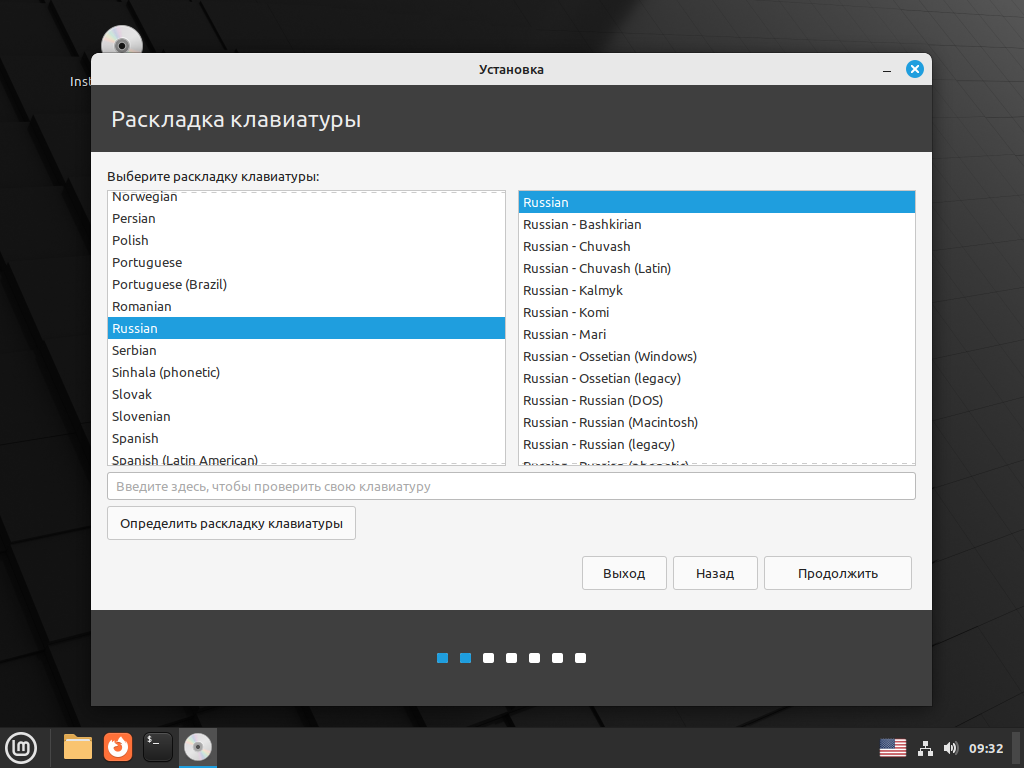 Inst
Установка
Раскладка клавиатуры
Выберите раскладку клавиатуры:
Norwegian
Persian
Polish
Portuguese
Portuguese (Brazil)
Romanian
Russian
Serbian
Sinhala (phonetic)
Slovak
Slovenian
Spanish
Spanish (Latin American)
Russian
Russian - Bashkirian
Russian - Chuvash
Russian - Chuvash (Latin)
Russian - Kalmyk
Russian - Komi
Russian - Mari
Russian - Ossetian (Windows)
Russian - Ossetian (legacy)
Russian - Russian (DOS)
Russian - Russian (Macintosh)
Russian - Russian (legacy)
Russian - Russian (phonetic)
Введите здесь, чтобы проверить свою клавиатуру
Определить раскладку клавиатуры
Выход
Назад
Продолжить
$_
09:32